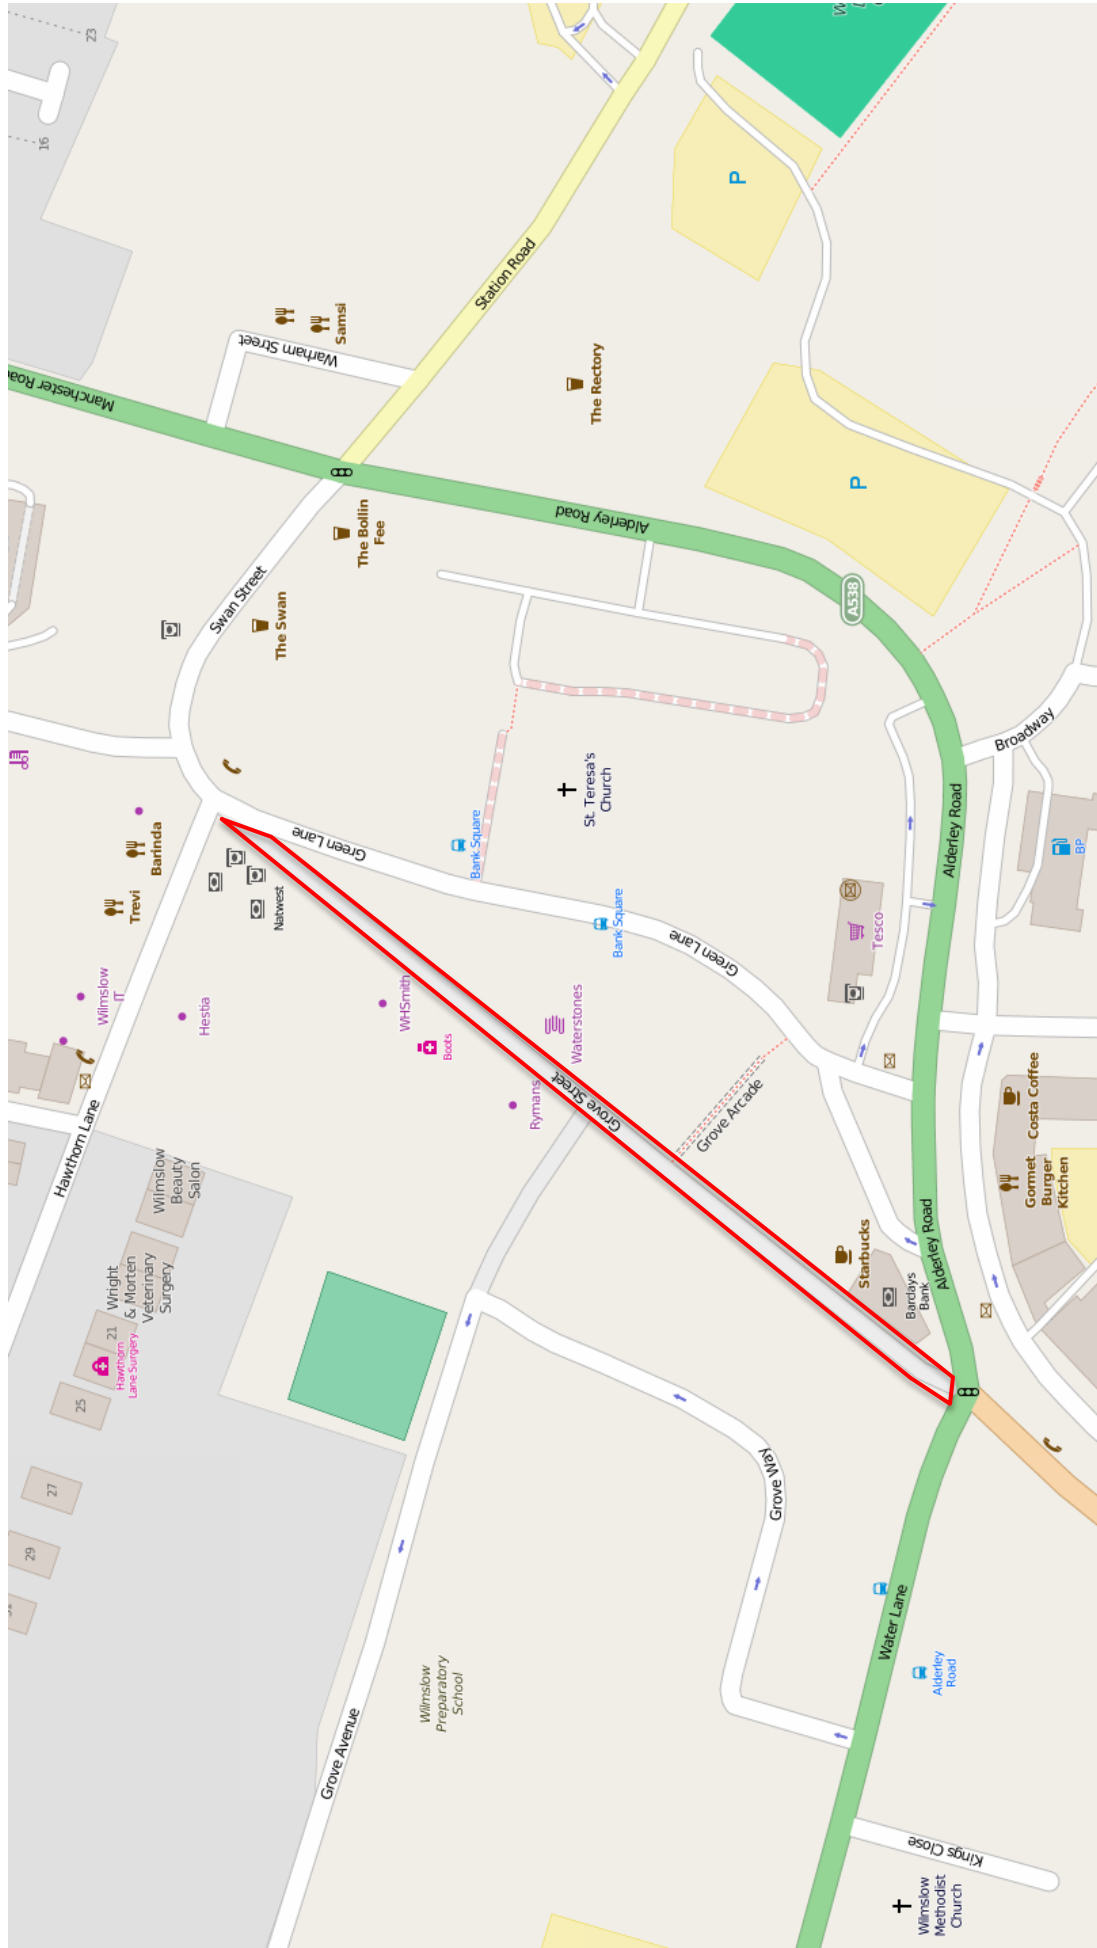 23
16
P
Station Road
Samsi
Warham Street
The Rectory
Manchester Road
P
Alderley Road
The Bollin
Fee
Swan Street
The Swan
A538
Broadway
St. Teresa's
Church
Bank Square
Green Lane
Barinda
Trevi
Natwest
Alderley Road
BP
Bank Square
Green Lane
Tesco
Wilmslow
IT
Hestia
WHSmith
Boots
Waterstones
Rymans
Grove Street
Grove Arcade
Costa Coffee
Gormet
Burger
Kitchen
Hawthorn Lane
Wilmslow
Beauty
Salon
Wright
& Morten
Veterinary
Surgery
21
Hawthorn
Lane Surgery
25
27
29
Starbucks
Barclays
Bank
Alderley Road
Grove Way
Water Lane
Alderley
Road
Wilmslow
Preparatory
School
Grove Avenue
Kings Close
Wilmslow
Methodist
Church